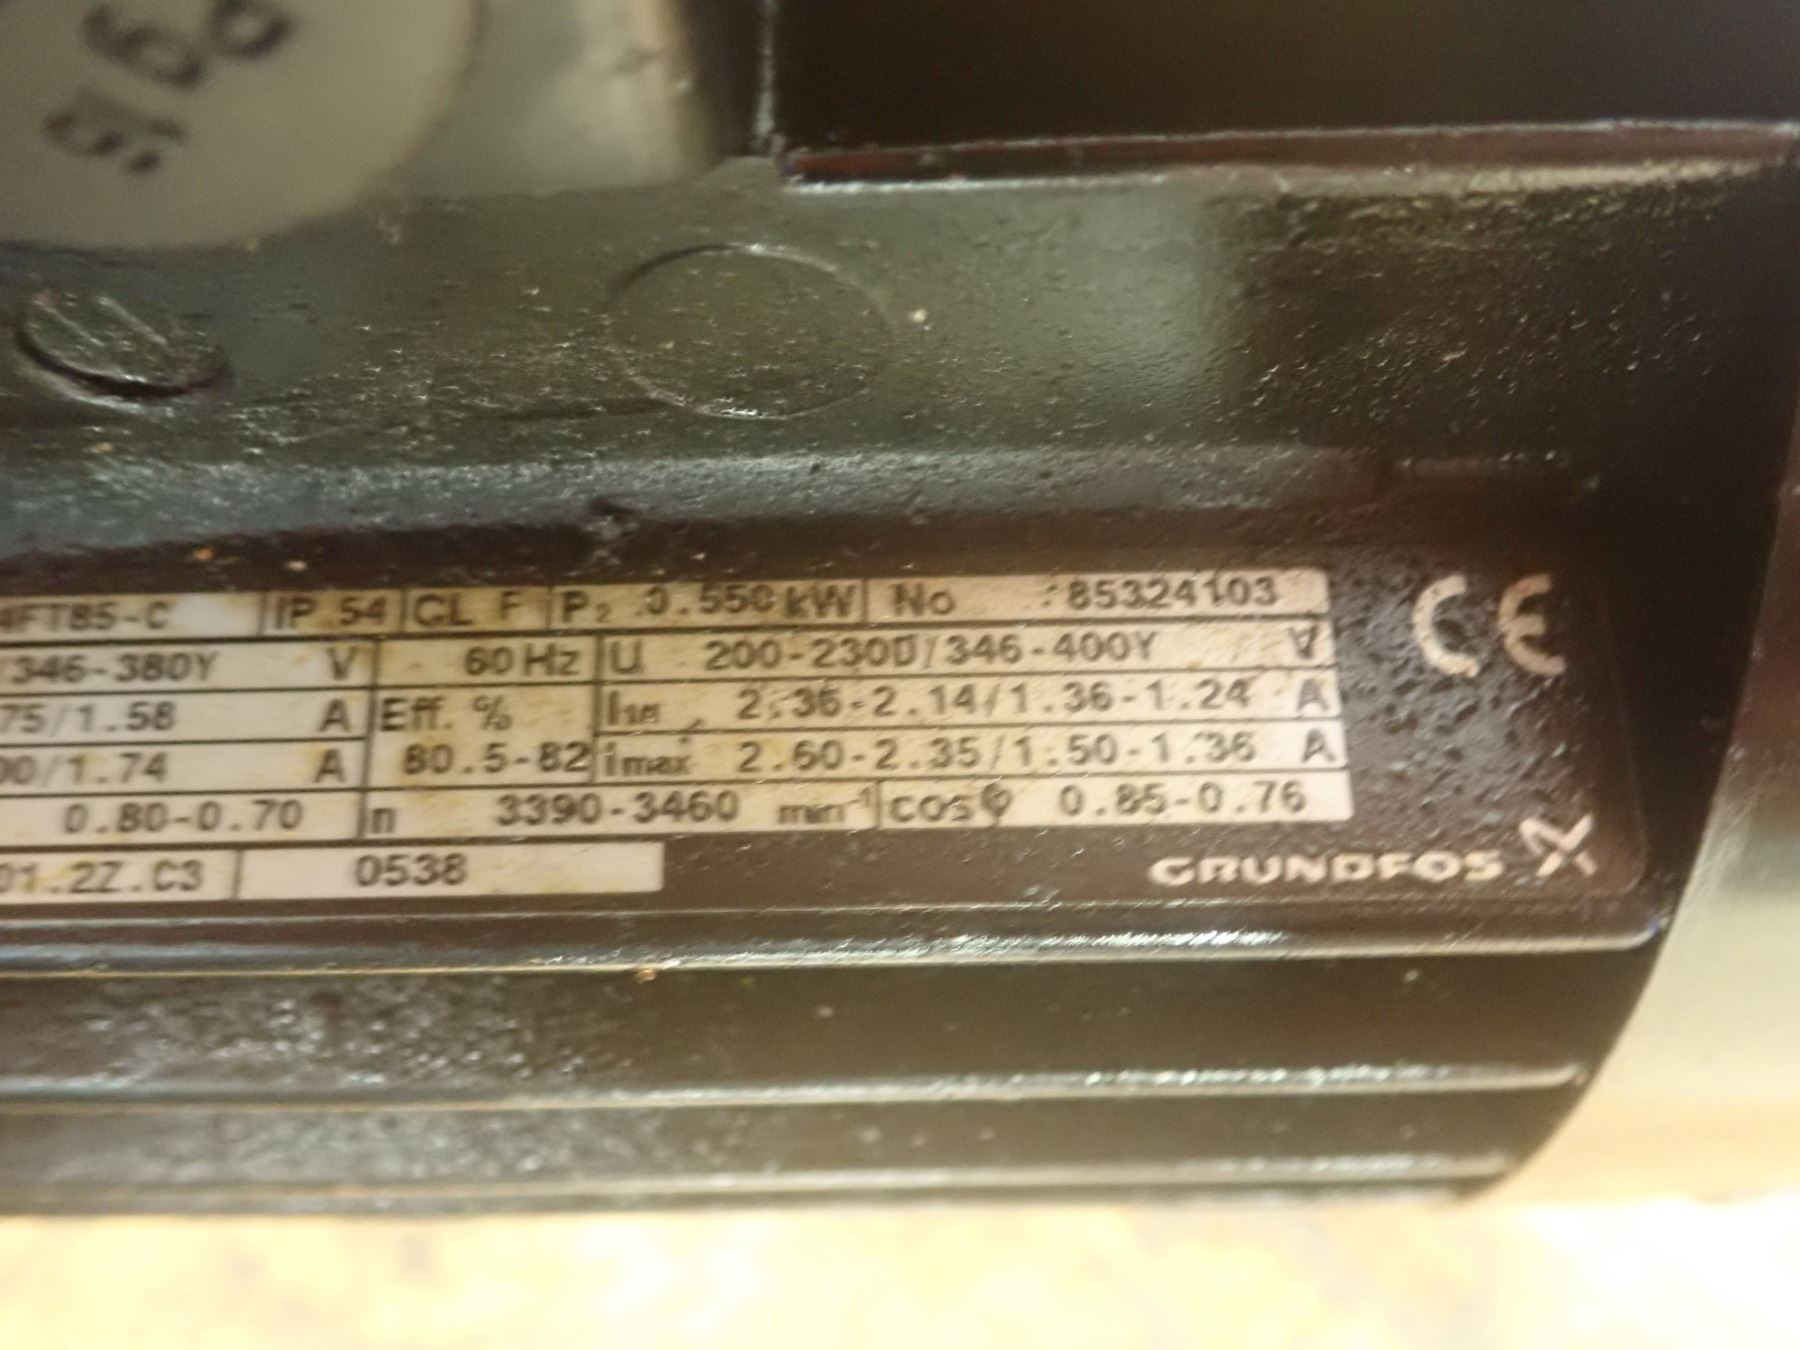 4FT85-C IP 54 CL F P2 0.550 kW No 85324103 CE
346-380Y V 60 Hz U 200-230D/346-400Y V
75/1.58 A Eff. % I1/1 2.36-2.14/1.36-1.24 A
00/1.74 A 80.5-82 Imax 2.60-2.35/1.50-1.36 A
0.80-0.70 n 3390-3460 min-1 cos φ 0.85-0.76
01.2Z.C3 0538 GRUNDFOS